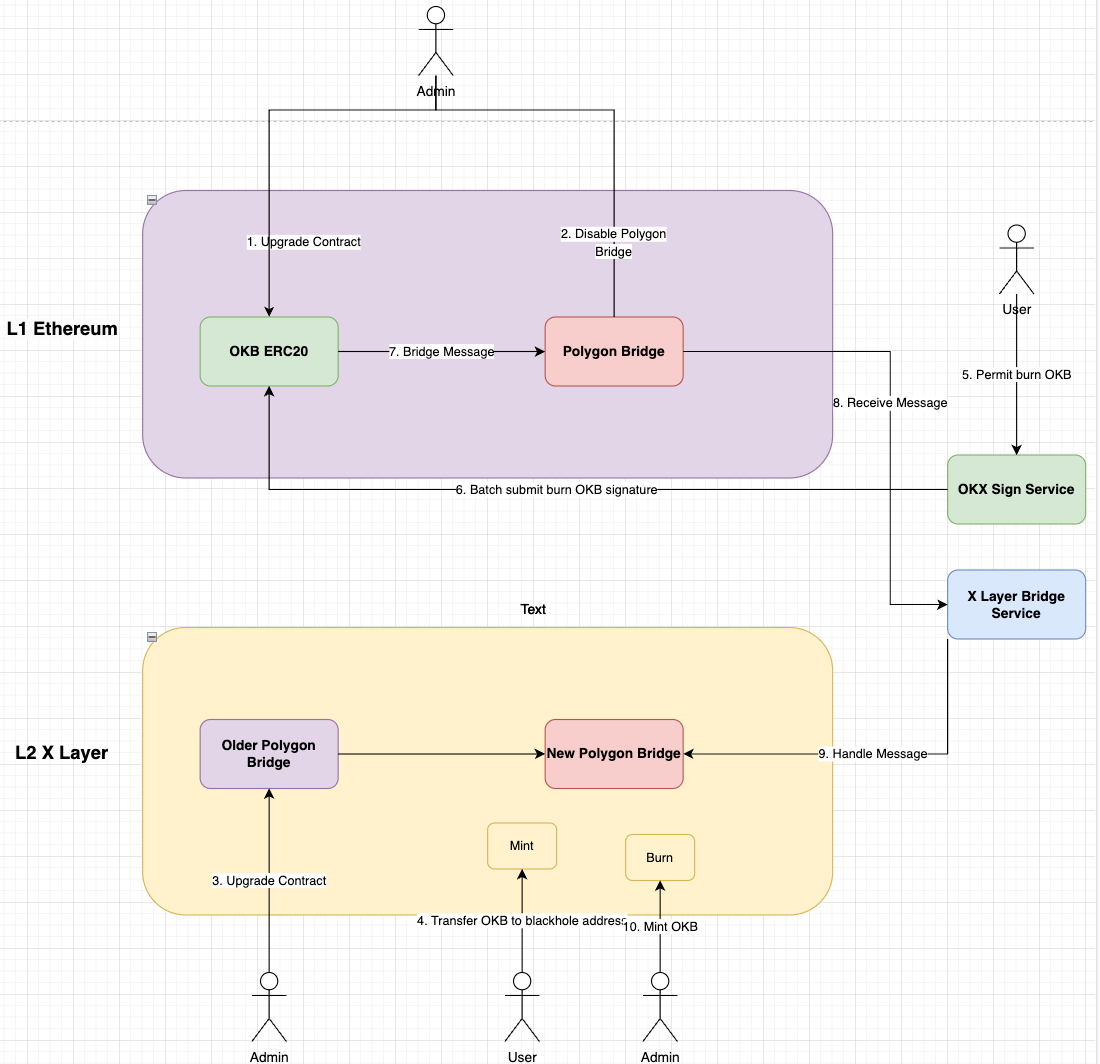 Admin
1. Upgrade Contract
2. Disable Polygon
Bridge
User
L1 Ethereum
OKB ERC20
7. Bridge Message
Polygon Bridge
5. Permit burn OKB
8. Receive Message
6. Batch submit burn OKB signature
OKX Sign Service
X Layer Bridge
Service
Text
L2 X Layer
Older Polygon
Bridge
New Polygon Bridge
9. Handle Message
Mint
Burn
3. Upgrade Contract
4. Transfer OKB to blackhole address
10. Mint OKB
Admin
User
Admin